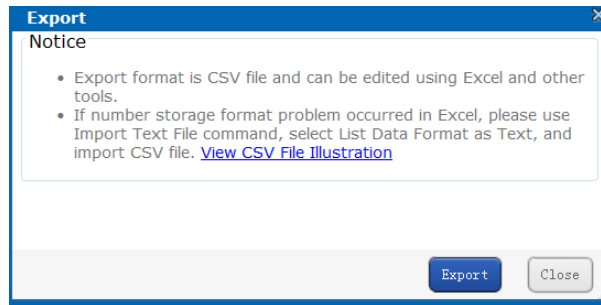 Export
Notice
• Export format is CSV file and can be edited using Excel and other
tools.
• If number storage format problem occurred in Excel, please use
Import Text File command, select List Data Format as Text, and
import CSV file. View CSV File Illustration
Export
Close